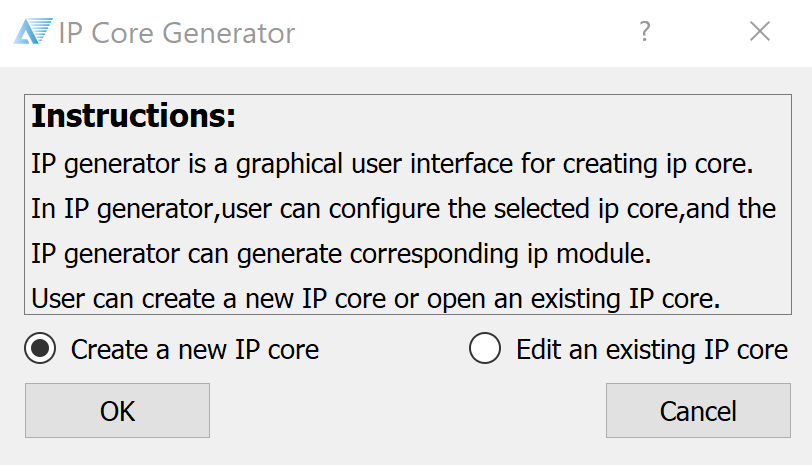 IP Core Generator
?
Instructions:
IP generator is a graphical user interface for creating ip core.
In IP generator,user can configure the selected ip core,and the
IP generator can generate corresponding ip module.
User can create a new IP core or open an existing IP core.
Create a new IP core
Edit an existing IP core
OK
Cancel